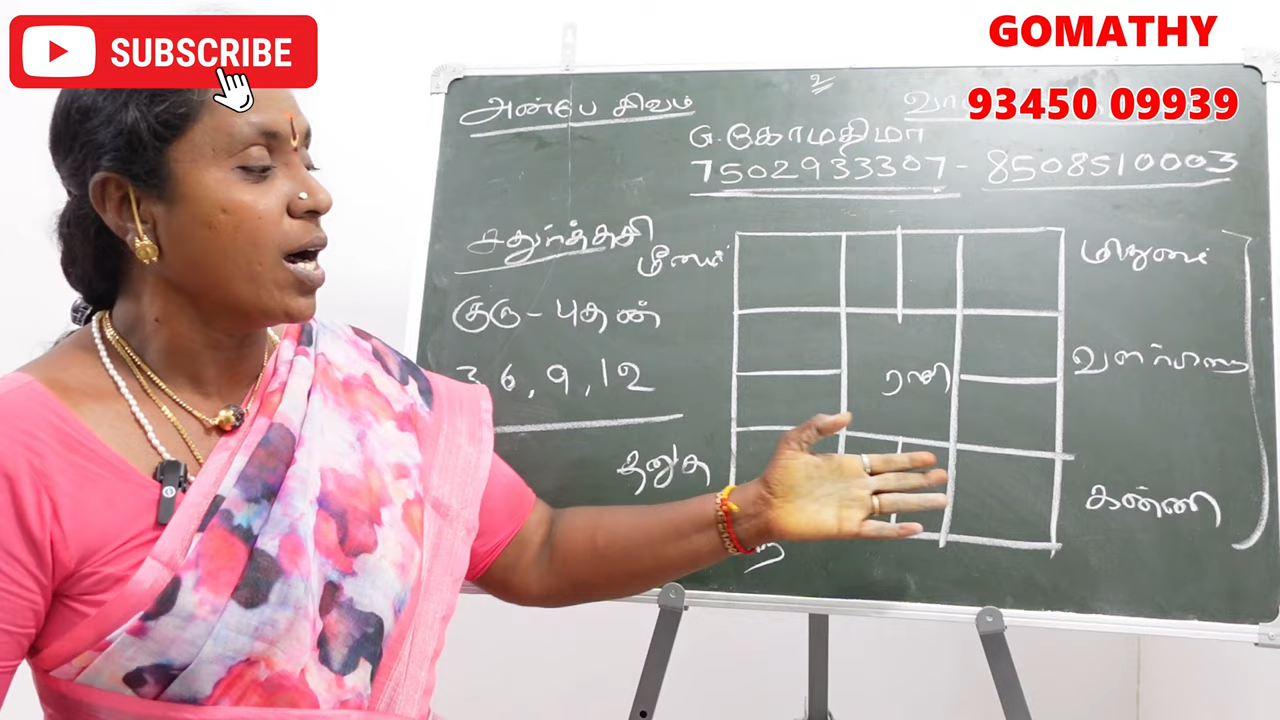 SUBSCRIBE
GOMATHY
93450 09939
அன்பே சிவம்
G.கோமதிமா
7502933307 - 8508510003
சதுர்த்தசி
மீனம்
மிதுனம்
குரு - புதன்
வளர்பிறை
3, 6, 9, 12
ராசி
தனுசு
கன்னி